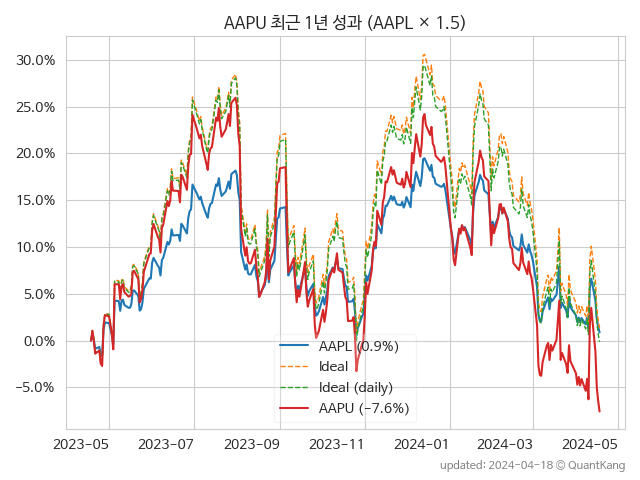 AAPU 최근 1년 성과 (AAPL × 1.5)
30.0%
25.0%
20.0%
15.0%
10.0%
5.0%
0.0%
−5.0%
AAPL (0.9%)
Ideal
Ideal (daily)
AAPU (−7.6%)
2023-05 2023-07 2023-09 2023-11 2024-01 2024-03 2024-05
updated: 2024-04-18 © QuantKang